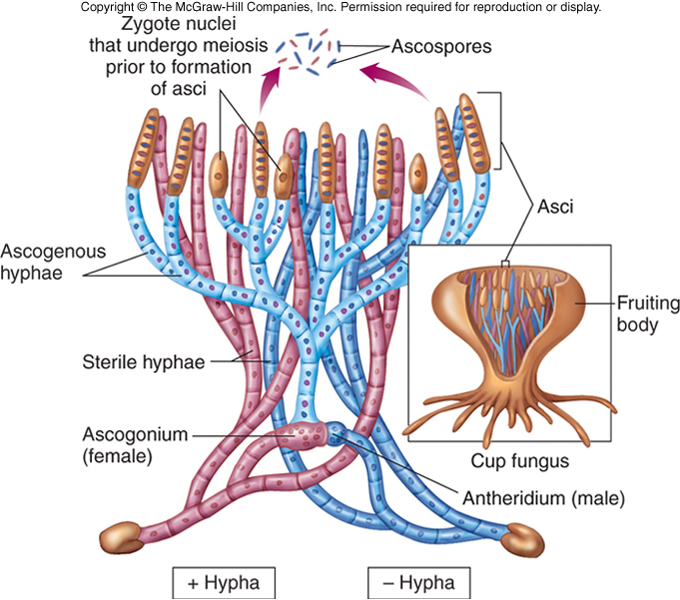 Copyright © The McGraw-Hill Companies, Inc. Permission required for reproduction or display.
Zygote nuclei
that undergo meiosis
prior to formation
of asci
Ascospores
Asci
Ascogenous
hyphae
Fruiting
body
Sterile hyphae
Ascogonium
(female)
Cup fungus
Antheridium (male)
+ Hypha
– Hypha